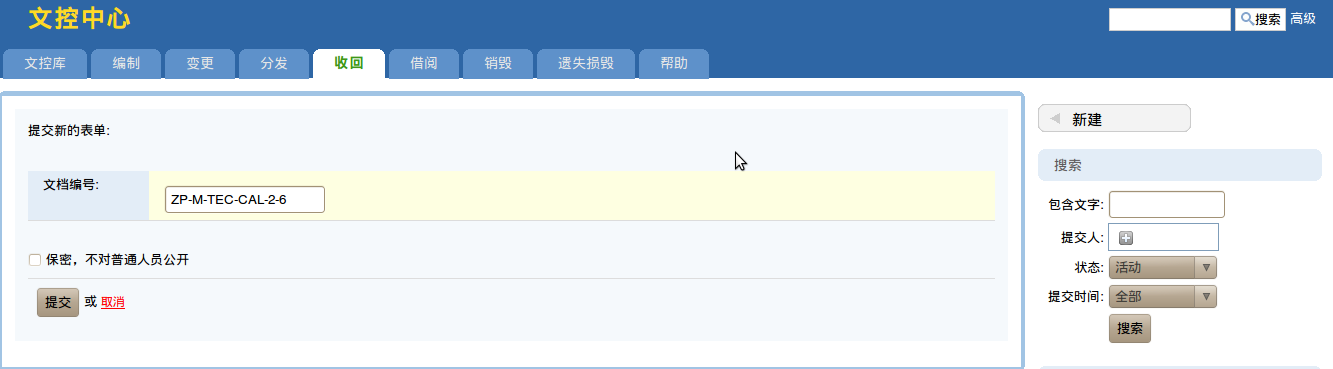 文控中心
搜索 高级
文控库 编制 变更 分发 收回 借阅 销毁 遗失损毁 帮助
提交新的表单:
文档编号: ZP-M-TEC-CAL-2-6
保密，不对普通人员公开
提交 或 取消
新建
搜索
包含文字:
提交人:
状态: 活动
提交时间: 全部
搜索